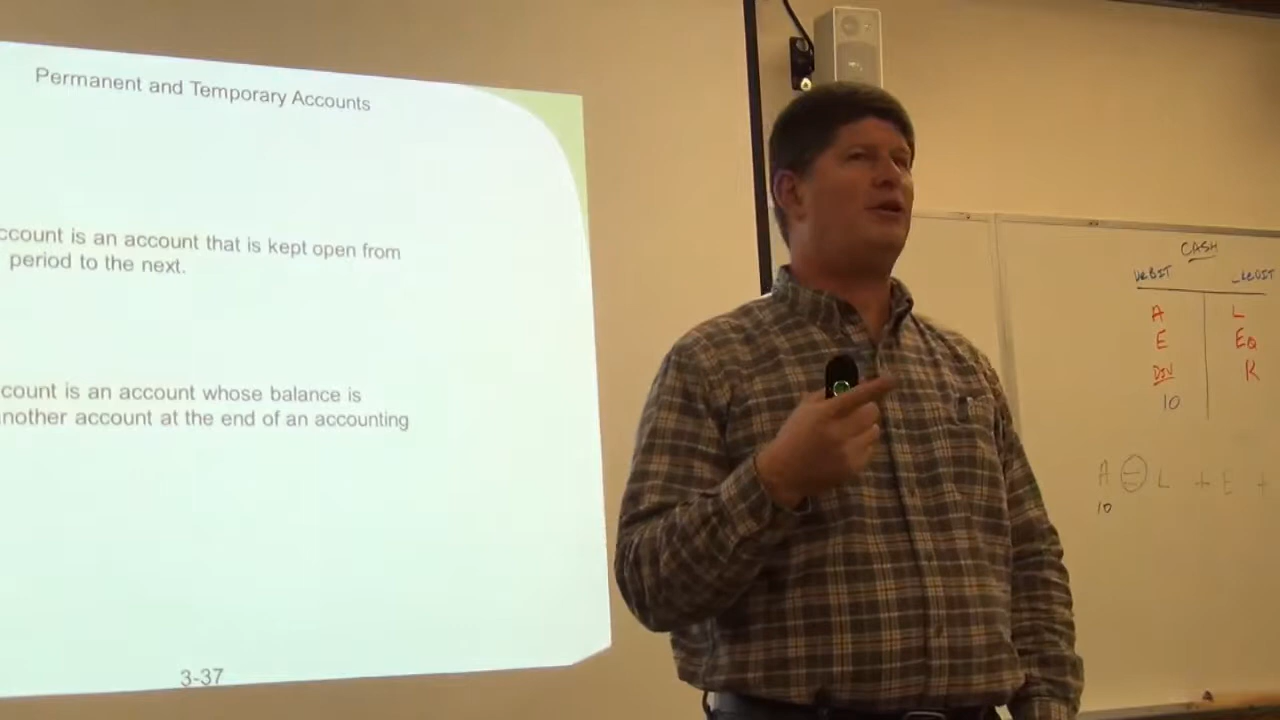 Permanent and Temporary Accounts
ccount is an account that is kept open from
period to the next.
count is an account whose balance is
nother account at the end of an accounting
3-37
CASH
DeBIT
A L
E EQ
DIV R
10
A = L + E +
10